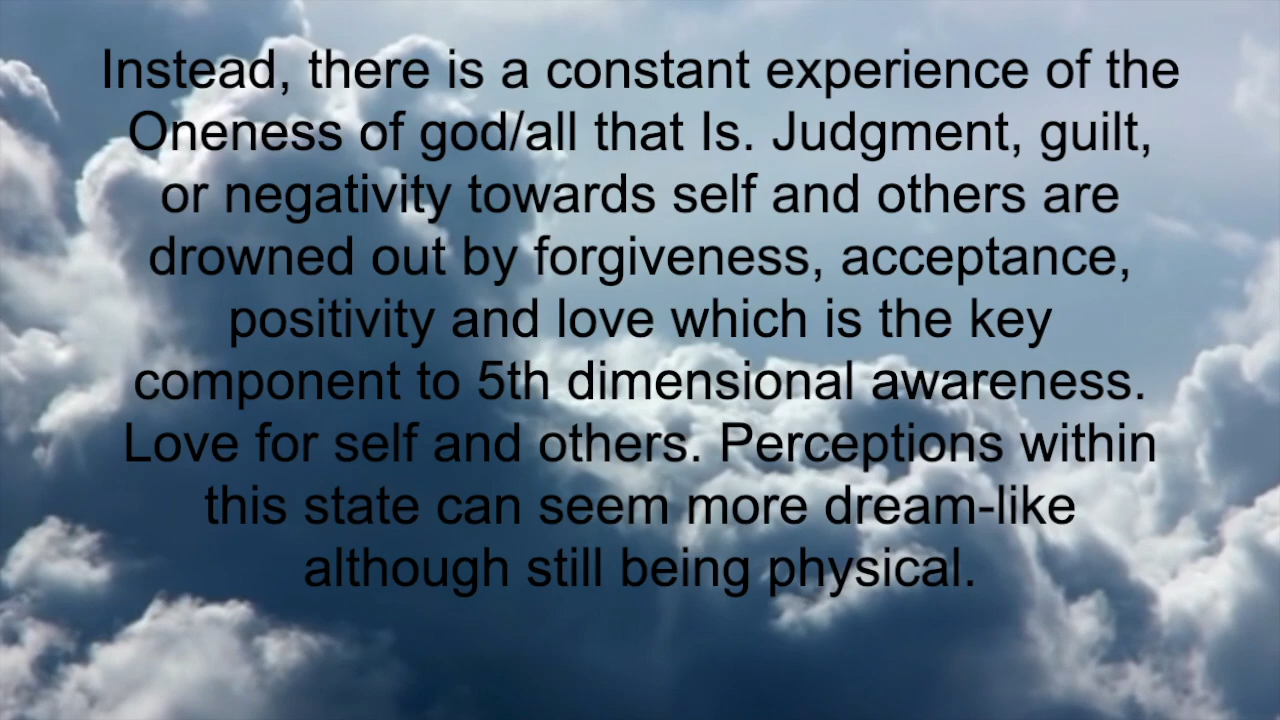 Instead, there is a constant experience of the
Oneness of god/all that Is. Judgment, guilt,
or negativity towards self and others are
drowned out by forgiveness, acceptance,
positivity and love which is the key
component to 5th dimensional awareness.
Love for self and others. Perceptions within
this state can seem more dream-like
although still being physical.